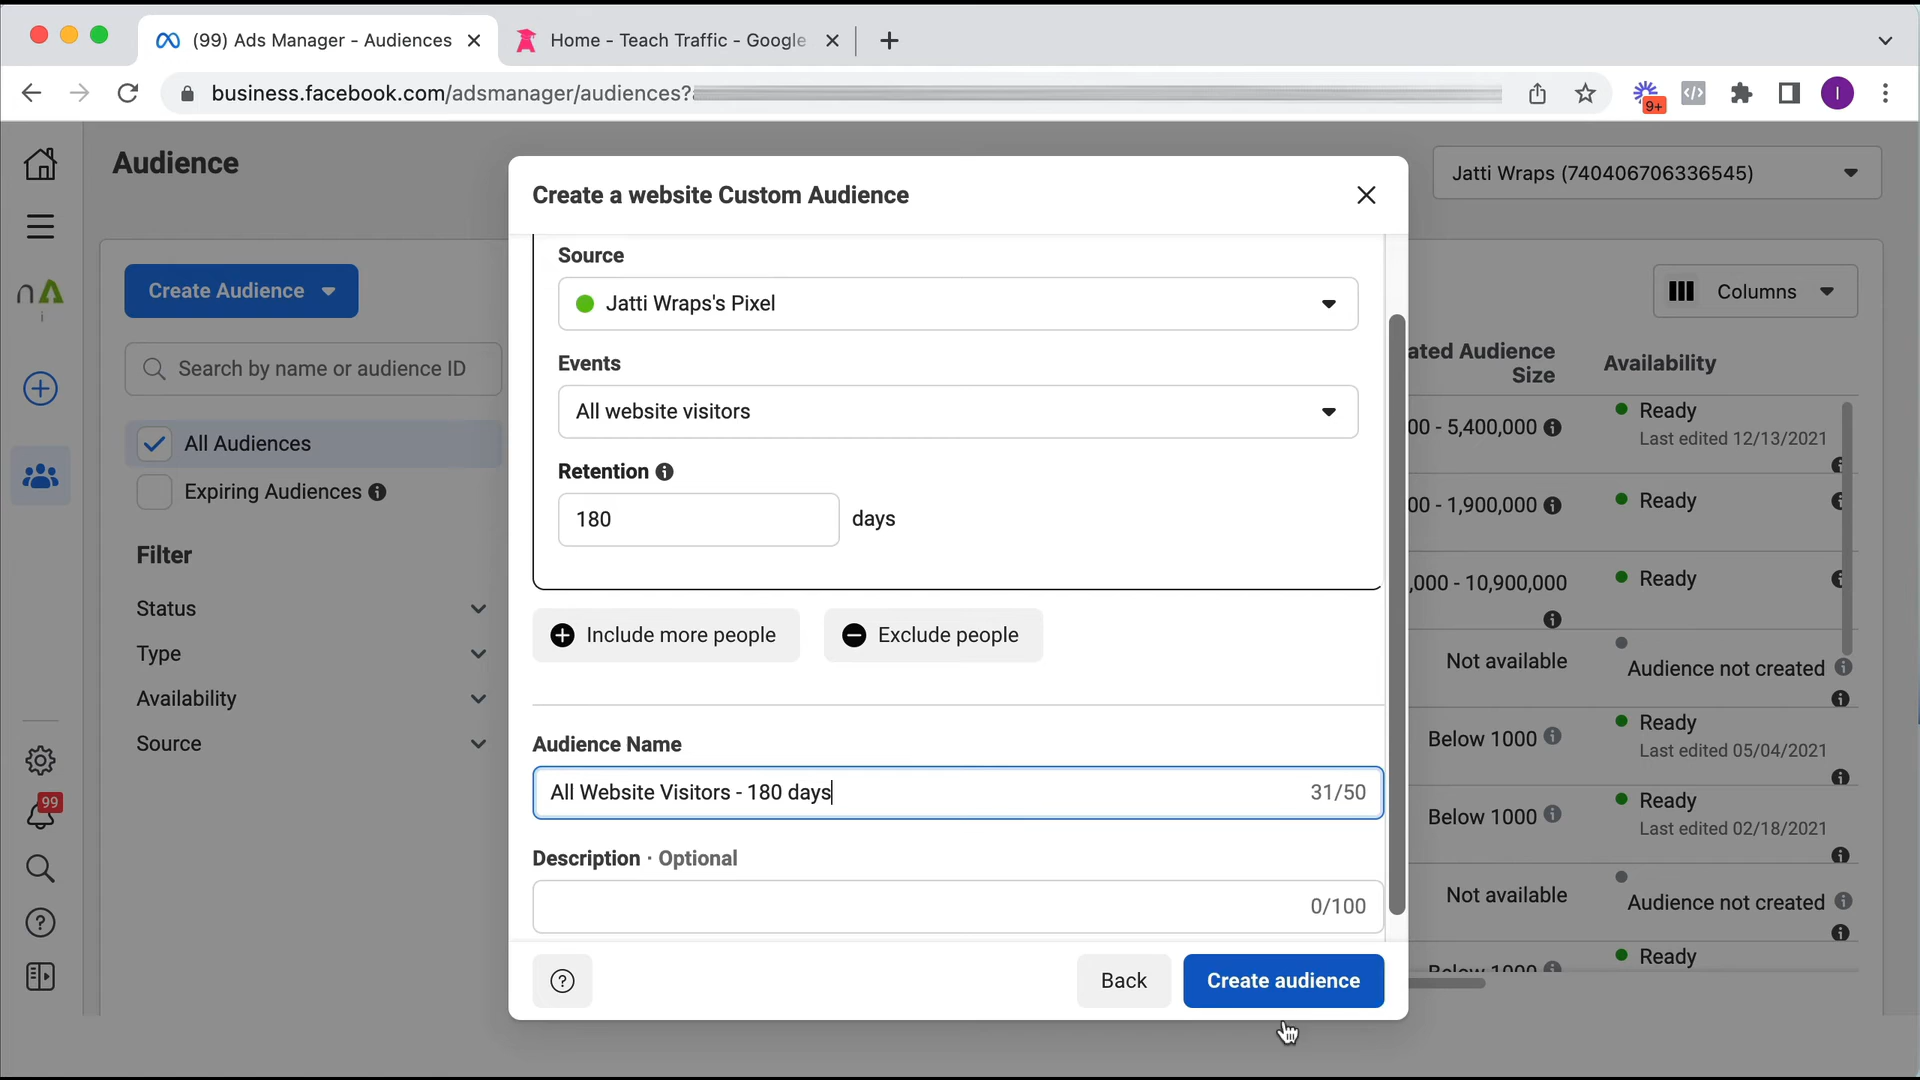 (99) Ads Manager - Audiences
Home - Teach Traffic - Google
business.facebook.com/adsmanager/audiences?
9+
I
Audience
Jatti Wraps (740406706336545)
Create Audience
Search by name or audience ID
All Audiences
Expiring Audiences
Filter
Status
Type
Availability
Source
99
Create a website Custom Audience
Source
Jatti Wraps's Pixel
Events
All website visitors
Retention
180
days
Include more people
Exclude people
Audience Name
All Website Visitors - 180 days
31/50
Description · Optional
0/100
Back
Create audience
Columns
ated Audience
Size
Availability
00 - 5,400,000
Ready
Last edited 12/13/2021
00 - 1,900,000
Ready
,000 - 10,900,000
Ready
Not available
Audience not created
Below 1000
Ready
Last edited 05/04/2021
Below 1000
Ready
Last edited 02/18/2021
Not available
Audience not created
Below 1000
Ready